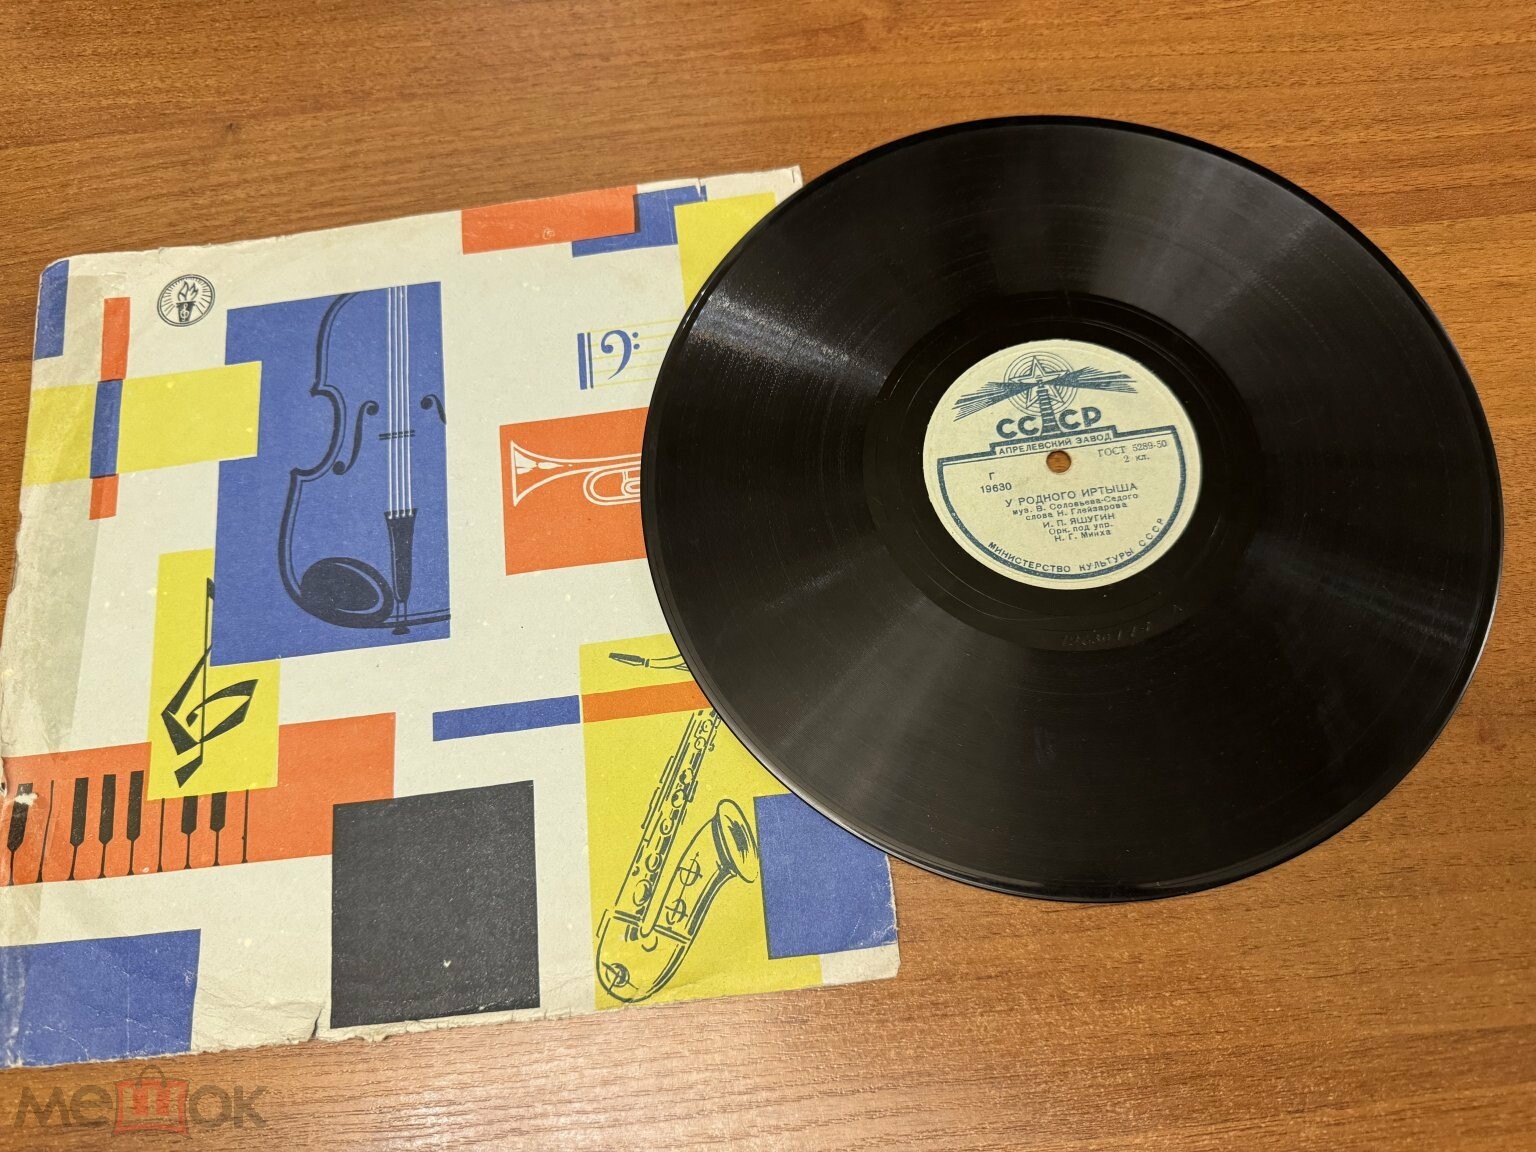 СССР
АПРЕЛЕВСКИЙ ЗАВОД
ГОСТ 5289-50
2 кл.
Г
19630
У РОДНОГО ИРТЫША
муз. В. Соловьева-Седого
слова Н. Глейзарова
И. П. ЯШУГИН
Орк. под упр.
Н. Г. Минха
МИНИСТЕРСТВО КУЛЬТУРЫ СССР
мешок